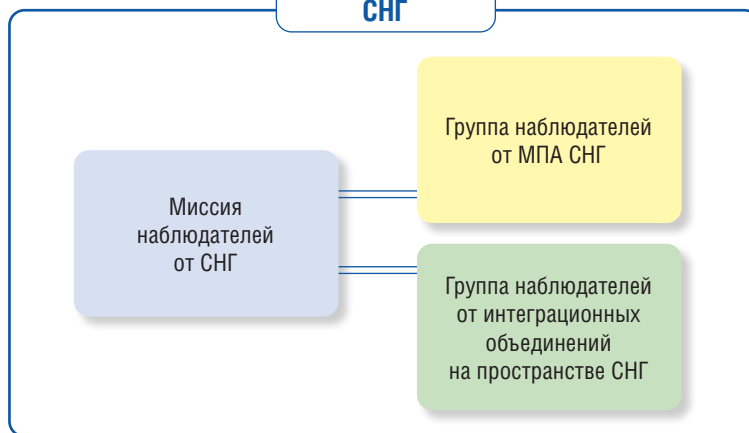 СНГ
Группа наблюдателей
от МПА СНГ
Миссия
наблюдателей
от СНГ
Группа наблюдателей
от интеграционных
объединений
на пространстве СНГ